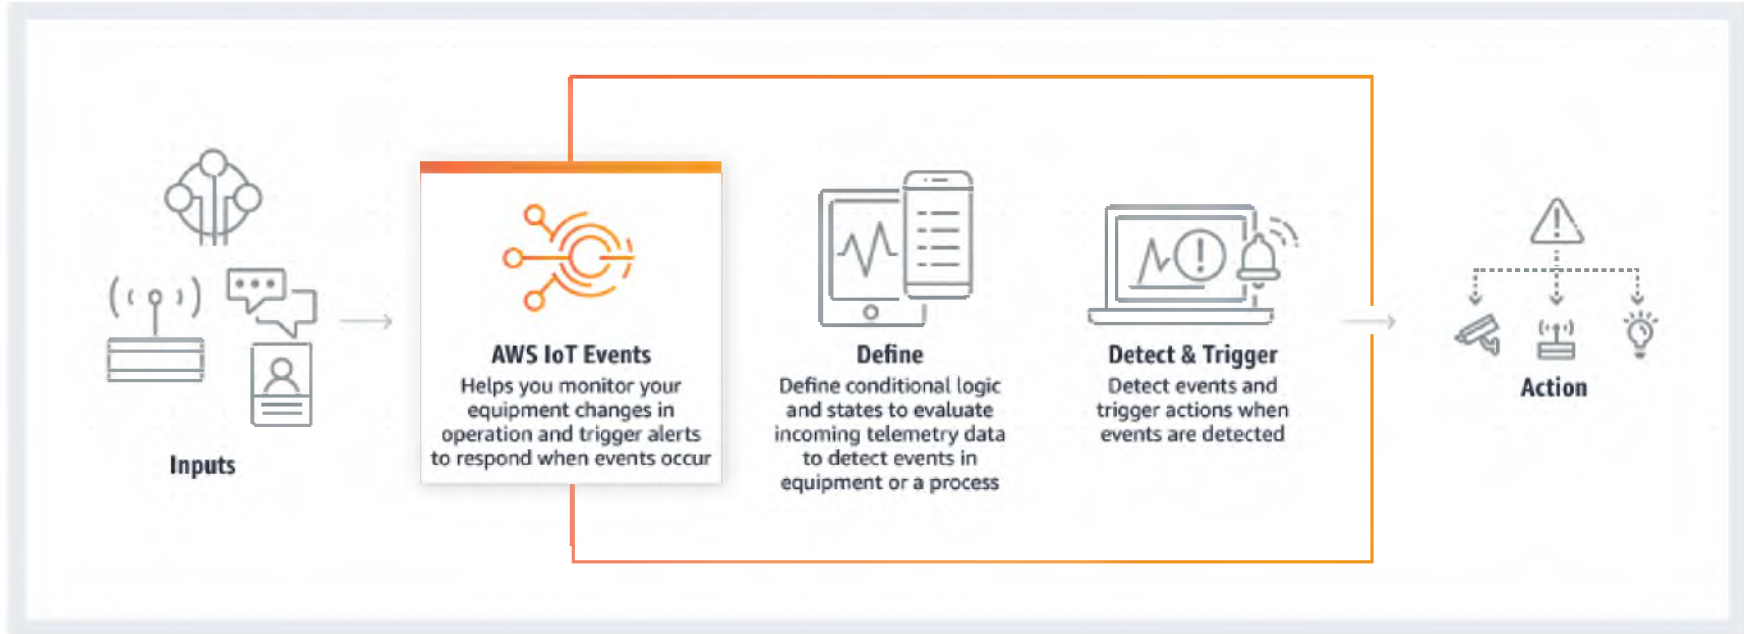 Inputs
AWS IoT Events
Helps you monitor your
equipment changes in
operation and trigger alerts
to respond when events occur
Define
Define conditional logic
and states to evaluate
incoming telemetry data
to detect events in
equipment or a process
Detect & Trigger
Detect events and
trigger actions when
events are detected
Action